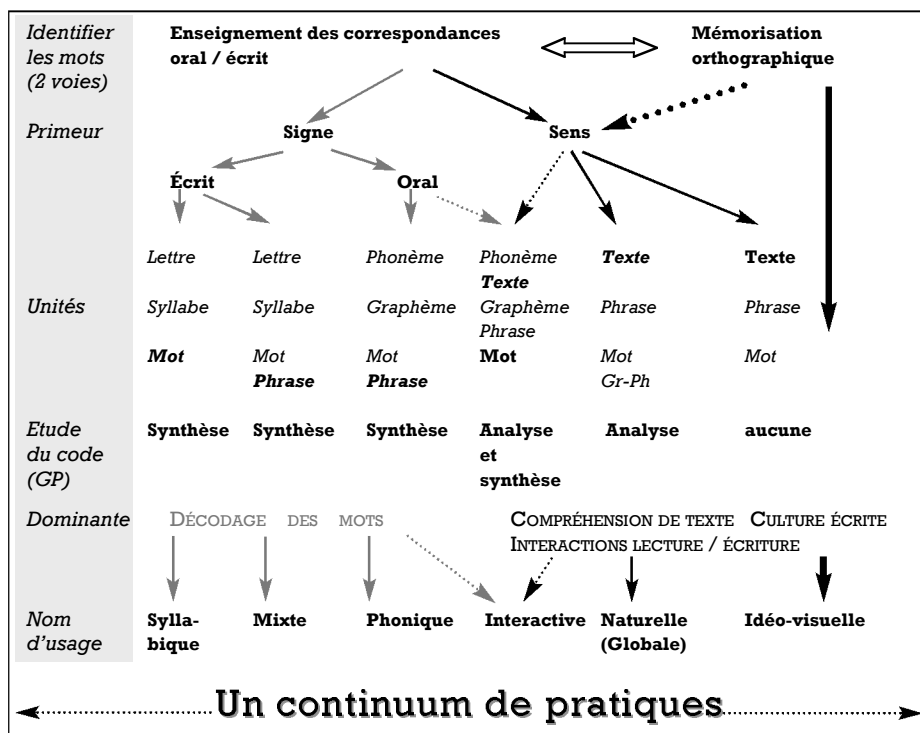 Identifier Enseignement des correspondances Mémorisation
les mots oral / écrit orthographique
(2 voies)
Primeur Signe Sens
Écrit Oral
Lettre Lettre Phonème Phonème Texte Texte
Texte
Unités Syllabe Syllabe Graphème Graphème Phrase Phrase
Phrase
Mot Mot Mot Mot Mot Mot
Phrase Phrase Gr-Ph
Etude Synthèse Synthèse Synthèse Analyse Analyse aucune
du code et
(GP) synthèse
Dominante DÉCODAGE DES MOTS COMPRÉHENSION DE TEXTE CULTURE ÉCRITE
INTERACTIONS LECTURE / ÉCRITURE
Nom Sylla- Mixte Phonique Interactive Naturelle Idéo-visuelle
d'usage bique (Globale)
Un continuum de pratiques